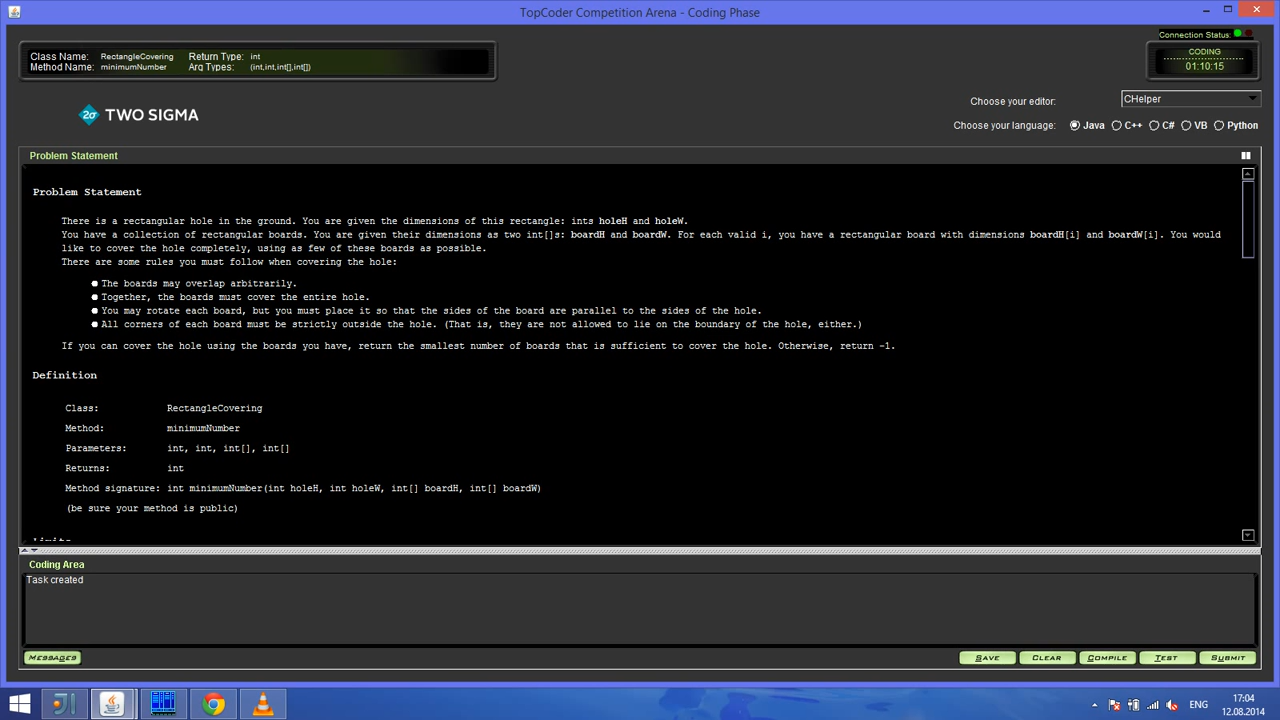 TopCoder Competition Arena - Coding Phase
Connection Status:
Class Name: RectangleCovering Return Type: int
Method Name: minimumNumber Arg Types: (int,int,int[],int[])
CODING
01:10:15
2σ TWO SIGMA
Choose your editor: CHelper
Choose your language: Java C++ C# VB Python
Problem Statement
Problem Statement
There is a rectangular hole in the ground. You are given the dimensions of this rectangle: ints holeH and holeW.
You have a collection of rectangular boards. You are given their dimensions as two int[]s: boardH and boardW. For each valid i, you have a rectangular board with dimensions boardH[i] and boardW[i]. You would
like to cover the hole completely, using as few of these boards as possible.
There are some rules you must follow when covering the hole:
The boards may overlap arbitrarily.
Together, the boards must cover the entire hole.
You may rotate each board, but you must place it so that the sides of the board are parallel to the sides of the hole.
All corners of each board must be strictly outside the hole. (That is, they are not allowed to lie on the boundary of the hole, either.)
If you can cover the hole using the boards you have, return the smallest number of boards that is sufficient to cover the hole. Otherwise, return -1.
Definition
Class: RectangleCovering
Method: minimumNumber
Parameters: int, int, int[], int[]
Returns: int
Method signature: int minimumNumber(int holeH, int holeW, int[] boardH, int[] boardW)
(be sure your method is public)
Limits
Coding Area
Task created
MESSAGES
SAVE CLEAR COMPILE TEST SUBMIT
ENG
17:04
12.08.2014